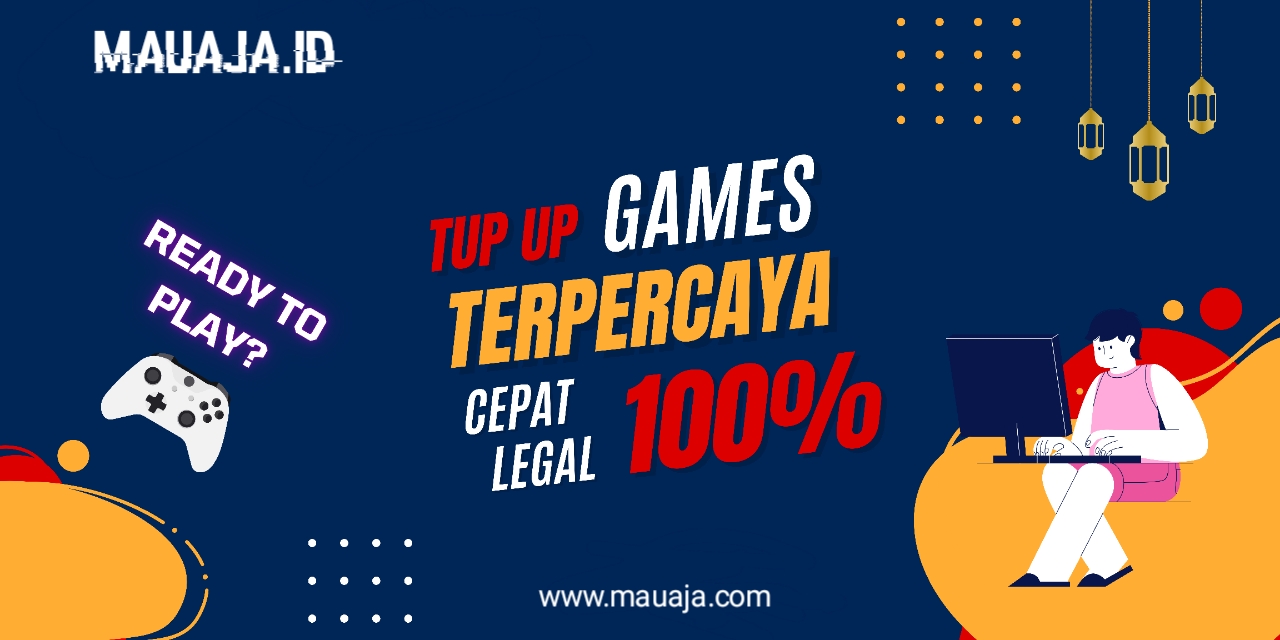 MAUAJA.ID
READY TO
PLAY?
TUP UP GAMES
TERPERCAYA
CEPAT
LEGAL
100%
www.mauaja.com